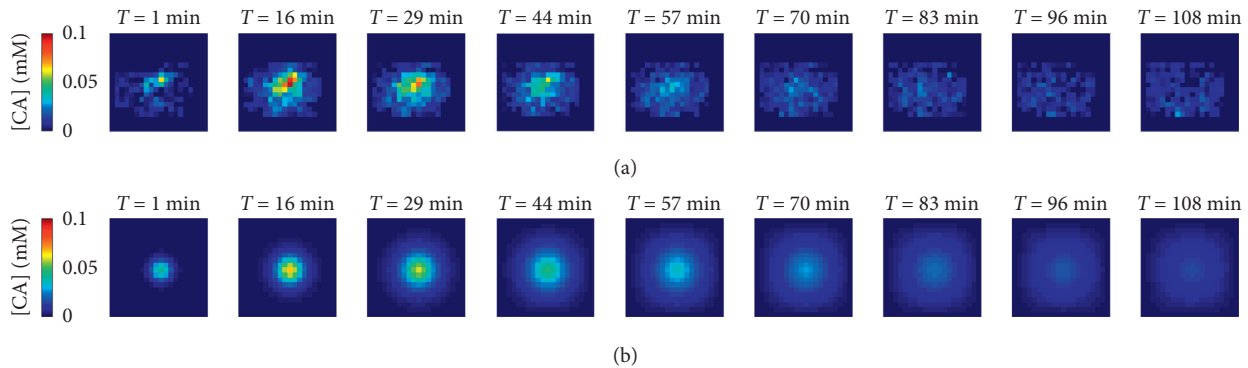 T = 1 min T = 16 min T = 29 min T = 44 min T = 57 min T = 70 min T = 83 min T = 96 min T = 108 min
[CA] (mM)
0.1
0.05
0
(a)
T = 1 min T = 16 min T = 29 min T = 44 min T = 57 min T = 70 min T = 83 min T = 96 min T = 108 min
[CA] (mM)
0.1
0.05
0
(b)